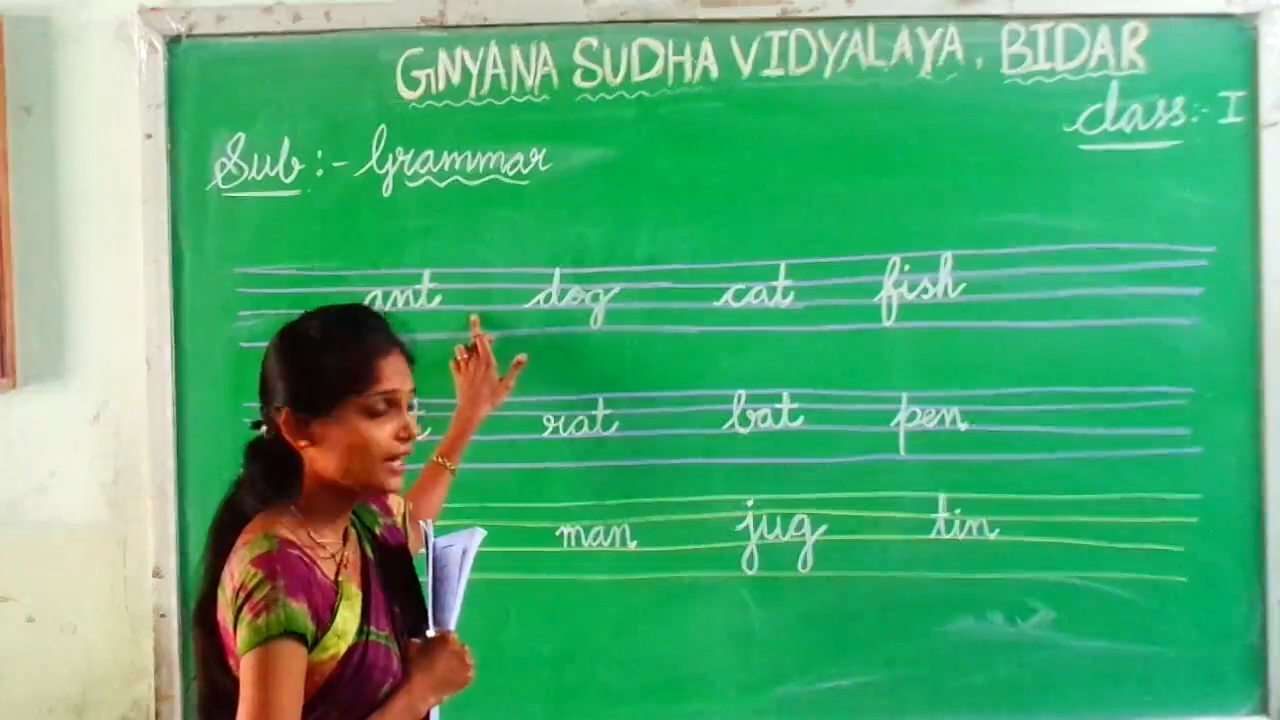 GNYANA SUDHA VIDYALAYA, BIDAR
Class:- I
Sub:- Grammar
ant dog cat fish
rat bat pen
man jug tin